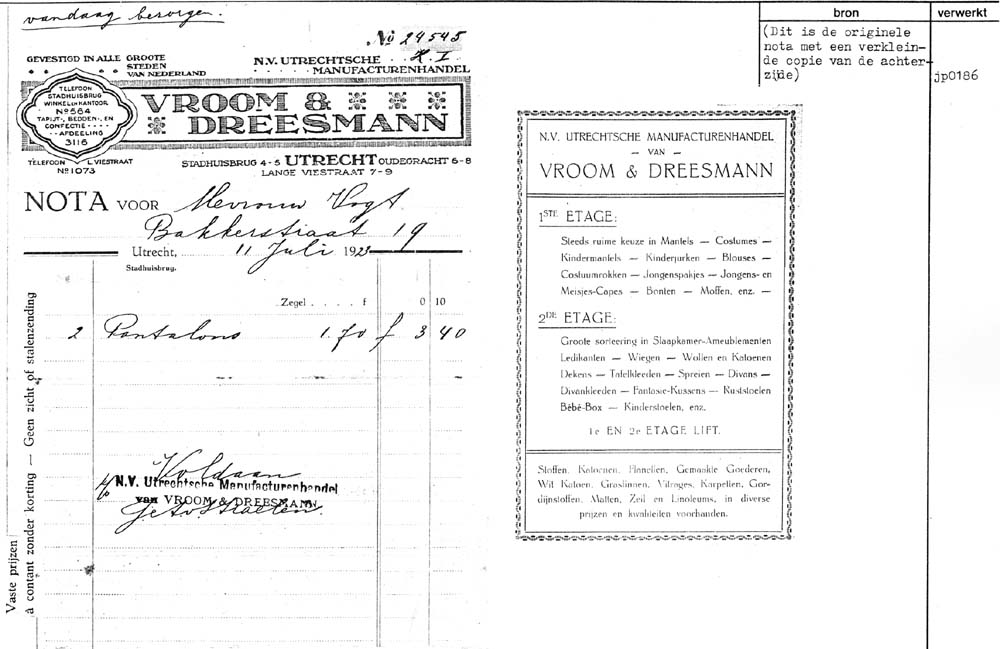 vandaag bezorgen.
No 24545
H.I.
GEVESTIGD IN ALLE GROOTE
STEDEN
VAN NEDERLAND
N.V. UTRECHTSCHE
MANUFACTURENHANDEL
TELEFOON
STADHUISBRUG
WINKEL EN KANTOOR
No 564
TAPIJT-, BEDDEN-, EN
CONFECTIE-
AFDEELING
3116
VROOM &
DREESMANN
TELEFOON L. VIESTRAAT
No 1073
STADHUISBRUG 4-5 UTRECHT OUDEGRACHT 6-8
LANGE VIESTRAAT 7-9
NOTA VOOR Mevrouw Vogt
Bakkerstraat 19
Utrecht, 11 Juli 1923
Stadhuisbrug.
Zegel . . . . f 0 10
2 Pantalons 1.70 f 3 40
Voldaan
N.V. Utrechtsche Manufacturenhandel
van VROOM & DREESMANN
Vaste prijzen
à contant zonder korting — Geen zicht of stalenzending
N.V. UTRECHTSCHE MANUFACTURENHANDEL
– VAN –
VROOM & DREESMANN
1STE ETAGE:
Steeds ruime keuze in Mantels — Costumes —
Kindermantels — Kinderjurken — Blouses —
Costuumrokken — Jongenspakjes — Jongens- en
Meisjes-Capes — Bonten — Moffen, enz. —
2DE ETAGE:
Groote sorteering in Slaapkamer-Ameublementen
Ledikanten — Wiegen — Wollen en Katoenen
Dekens — Tafelkleeden — Spreien — Divans —
Divankleeden — Fantasie-Kussens — Ruststoelen
Bébé-Box — Kinderstoelen, enz.
1e EN 2e ETAGE LIFT.
Stoffen, Katoenen, Flanellen, Gemaakte Goederen,
Wit Katoen, Graslinnen, Vitrages, Karpetten, Gor-
dijnstoffen, Matten, Zeil en Linoleums, in diverse
prijzen en kwaliteiten voorhanden.
bron
(Dit is de originele
nota met een verklein-
de copie van de achter-
zijde)
verwerkt
jp0186